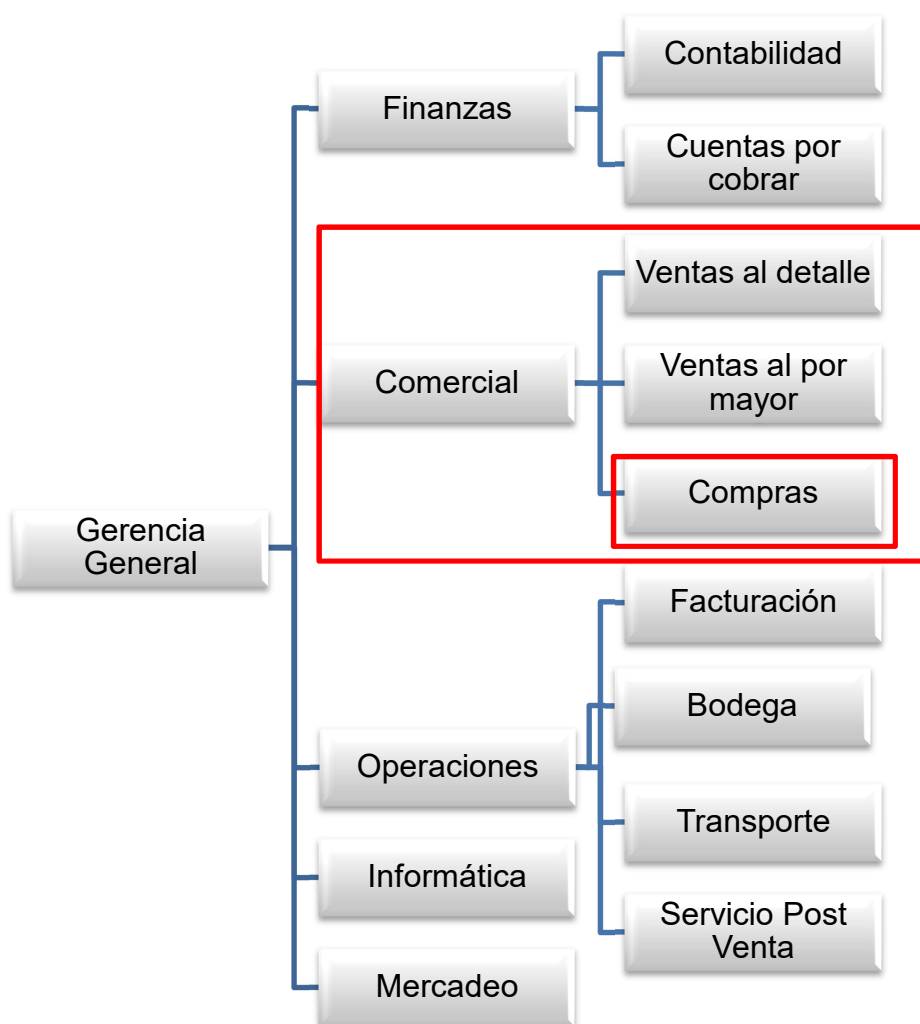 Contabilidad
Finanzas
Cuentas por
cobrar
Ventas al detalle
Comercial
Ventas al por
mayor
Compras
Gerencia
General
Facturación
Bodega
Operaciones
Transporte
Informática
Servicio Post
Venta
Mercadeo